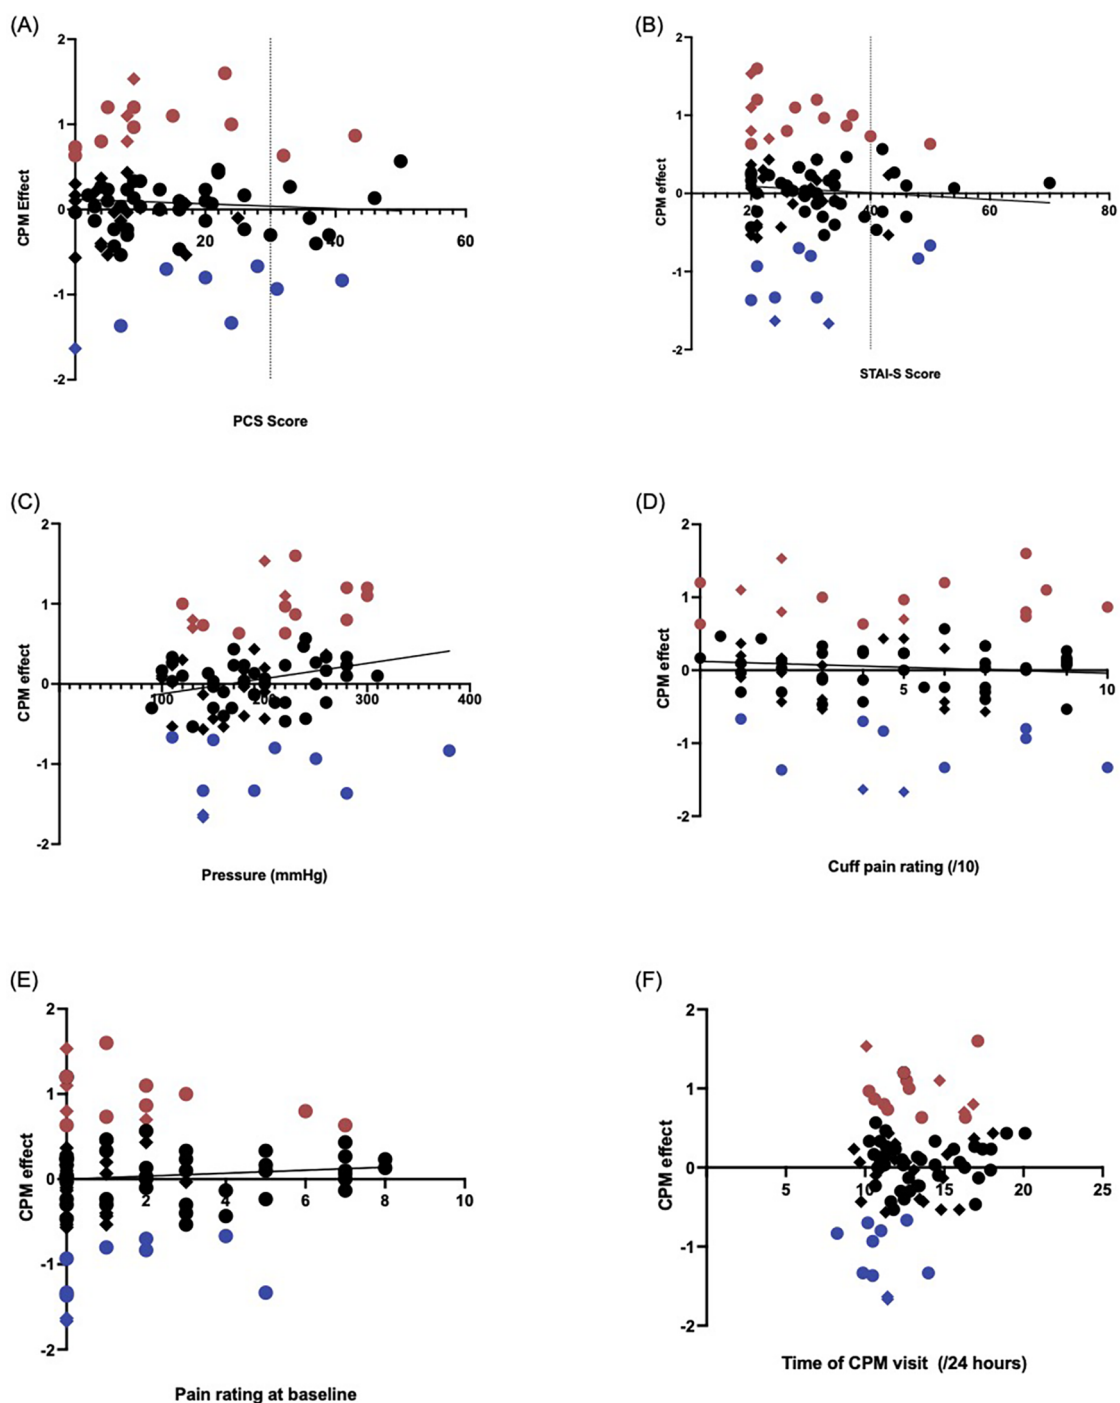 (A)
(B)
2
1
0
-1
-2
20
40
60
CPM Effect
PCS Score
2
1
0
-1
-2
20
40
60
80
CPM effect
STAI-S Score
(C)
(D)
2
1
0
-1
-2
100
200
300
400
CPM effect
Pressure (mmHg)
2
1
0
-1
-2
5
10
CPM effect
Cuff pain rating (/10)
(E)
(F)
2
1
0
-1
-2
2
4
6
8
10
CPM effect
Pain rating at baseline
2
1
0
-1
-2
5
10
15
20
25
CPM effect
Time of CPM visit (/24 hours)